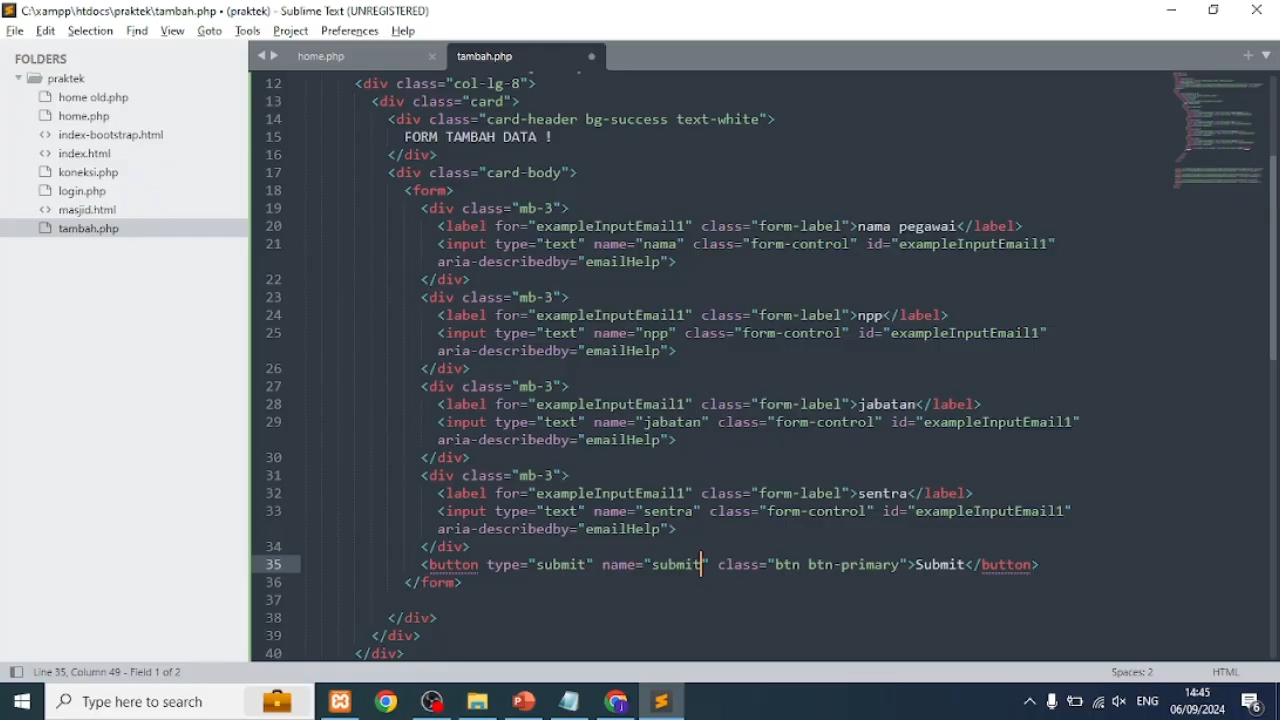 C:\xampp\htdocs\praktek\tambah.php • (praktek) - Sublime Text (UNREGISTERED)
File Edit Selection Find View Goto Tools Project Preferences Help
FOLDERS
praktek
home old.php
home.php
index-bootstrap.html
index.html
koneksi.php
login.php
masjid.html
tambah.php
home.php tambah.php
12 <div class="col-lg-8">
13 <div class="card">
14 <div class="card-header bg-success text-white">
15 FORM TAMBAH DATA !
16 </div>
17 <div class="card-body">
18 <form>
19 <div class="mb-3">
20 <label for="exampleInputEmail1" class="form-label">nama pegawai</label>
21 <input type="text" name="nama" class="form-control" id="exampleInputEmail1"
aria-describedby="emailHelp">
22 </div>
23 <div class="mb-3">
24 <label for="exampleInputEmail1" class="form-label">npp</label>
25 <input type="text" name="npp" class="form-control" id="exampleInputEmail1"
aria-describedby="emailHelp">
26 </div>
27 <div class="mb-3">
28 <label for="exampleInputEmail1" class="form-label">jabatan</label>
29 <input type="text" name="jabatan" class="form-control" id="exampleInputEmail1"
aria-describedby="emailHelp">
30 </div>
31 <div class="mb-3">
32 <label for="exampleInputEmail1" class="form-label">sentra</label>
33 <input type="text" name="sentra" class="form-control" id="exampleInputEmail1"
aria-describedby="emailHelp">
34 </div>
35 <button type="submit" name="submit" class="btn btn-primary">Submit</button>
36 </form>
37
38 </div>
39 </div>
40 </div>
Line 35, Column 49 - Field 1 of 2 Spaces: 2 HTML
Type here to search
ENG
14:45
06/09/2024
6